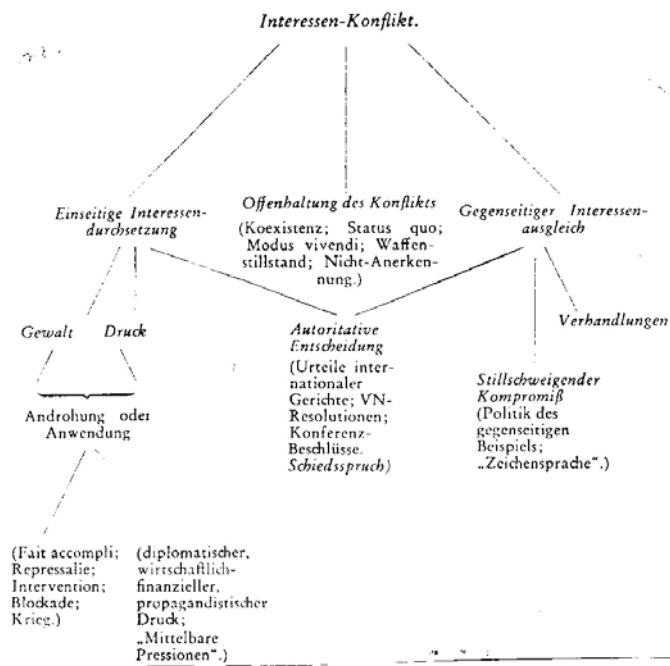 Interessen-Konflikt.
Einseitige Interessen-
durchsetzung
Offenhaltung des Konflikts
(Koexistenz; Status quo;
Modus vivendi; Waffen-
stillstand; Nicht-Anerken-
nung.)
Gegenseitiger Interessen-
ausgleich
Gewalt
Druck
Androhung oder
Anwendung
Autoritative
Entscheidung
(Urteile inter-
nationaler
Gerichte; VN-
Resolutionen;
Konferenz-
Beschlüsse.
Schiedsspruch)
Stillschweigender
Kompromiß
(Politik des
gegenseitigen
Beispiels;
„Zeichensprache“.)
Verhandlungen
(Fait accompli;
Repressalie;
Intervention;
Blockade;
Krieg.)
(diplomatischer,
wirtschaftlich-
finanzieller,
propagandistischer
Druck;
„Mittelbare
Pressionen“.)